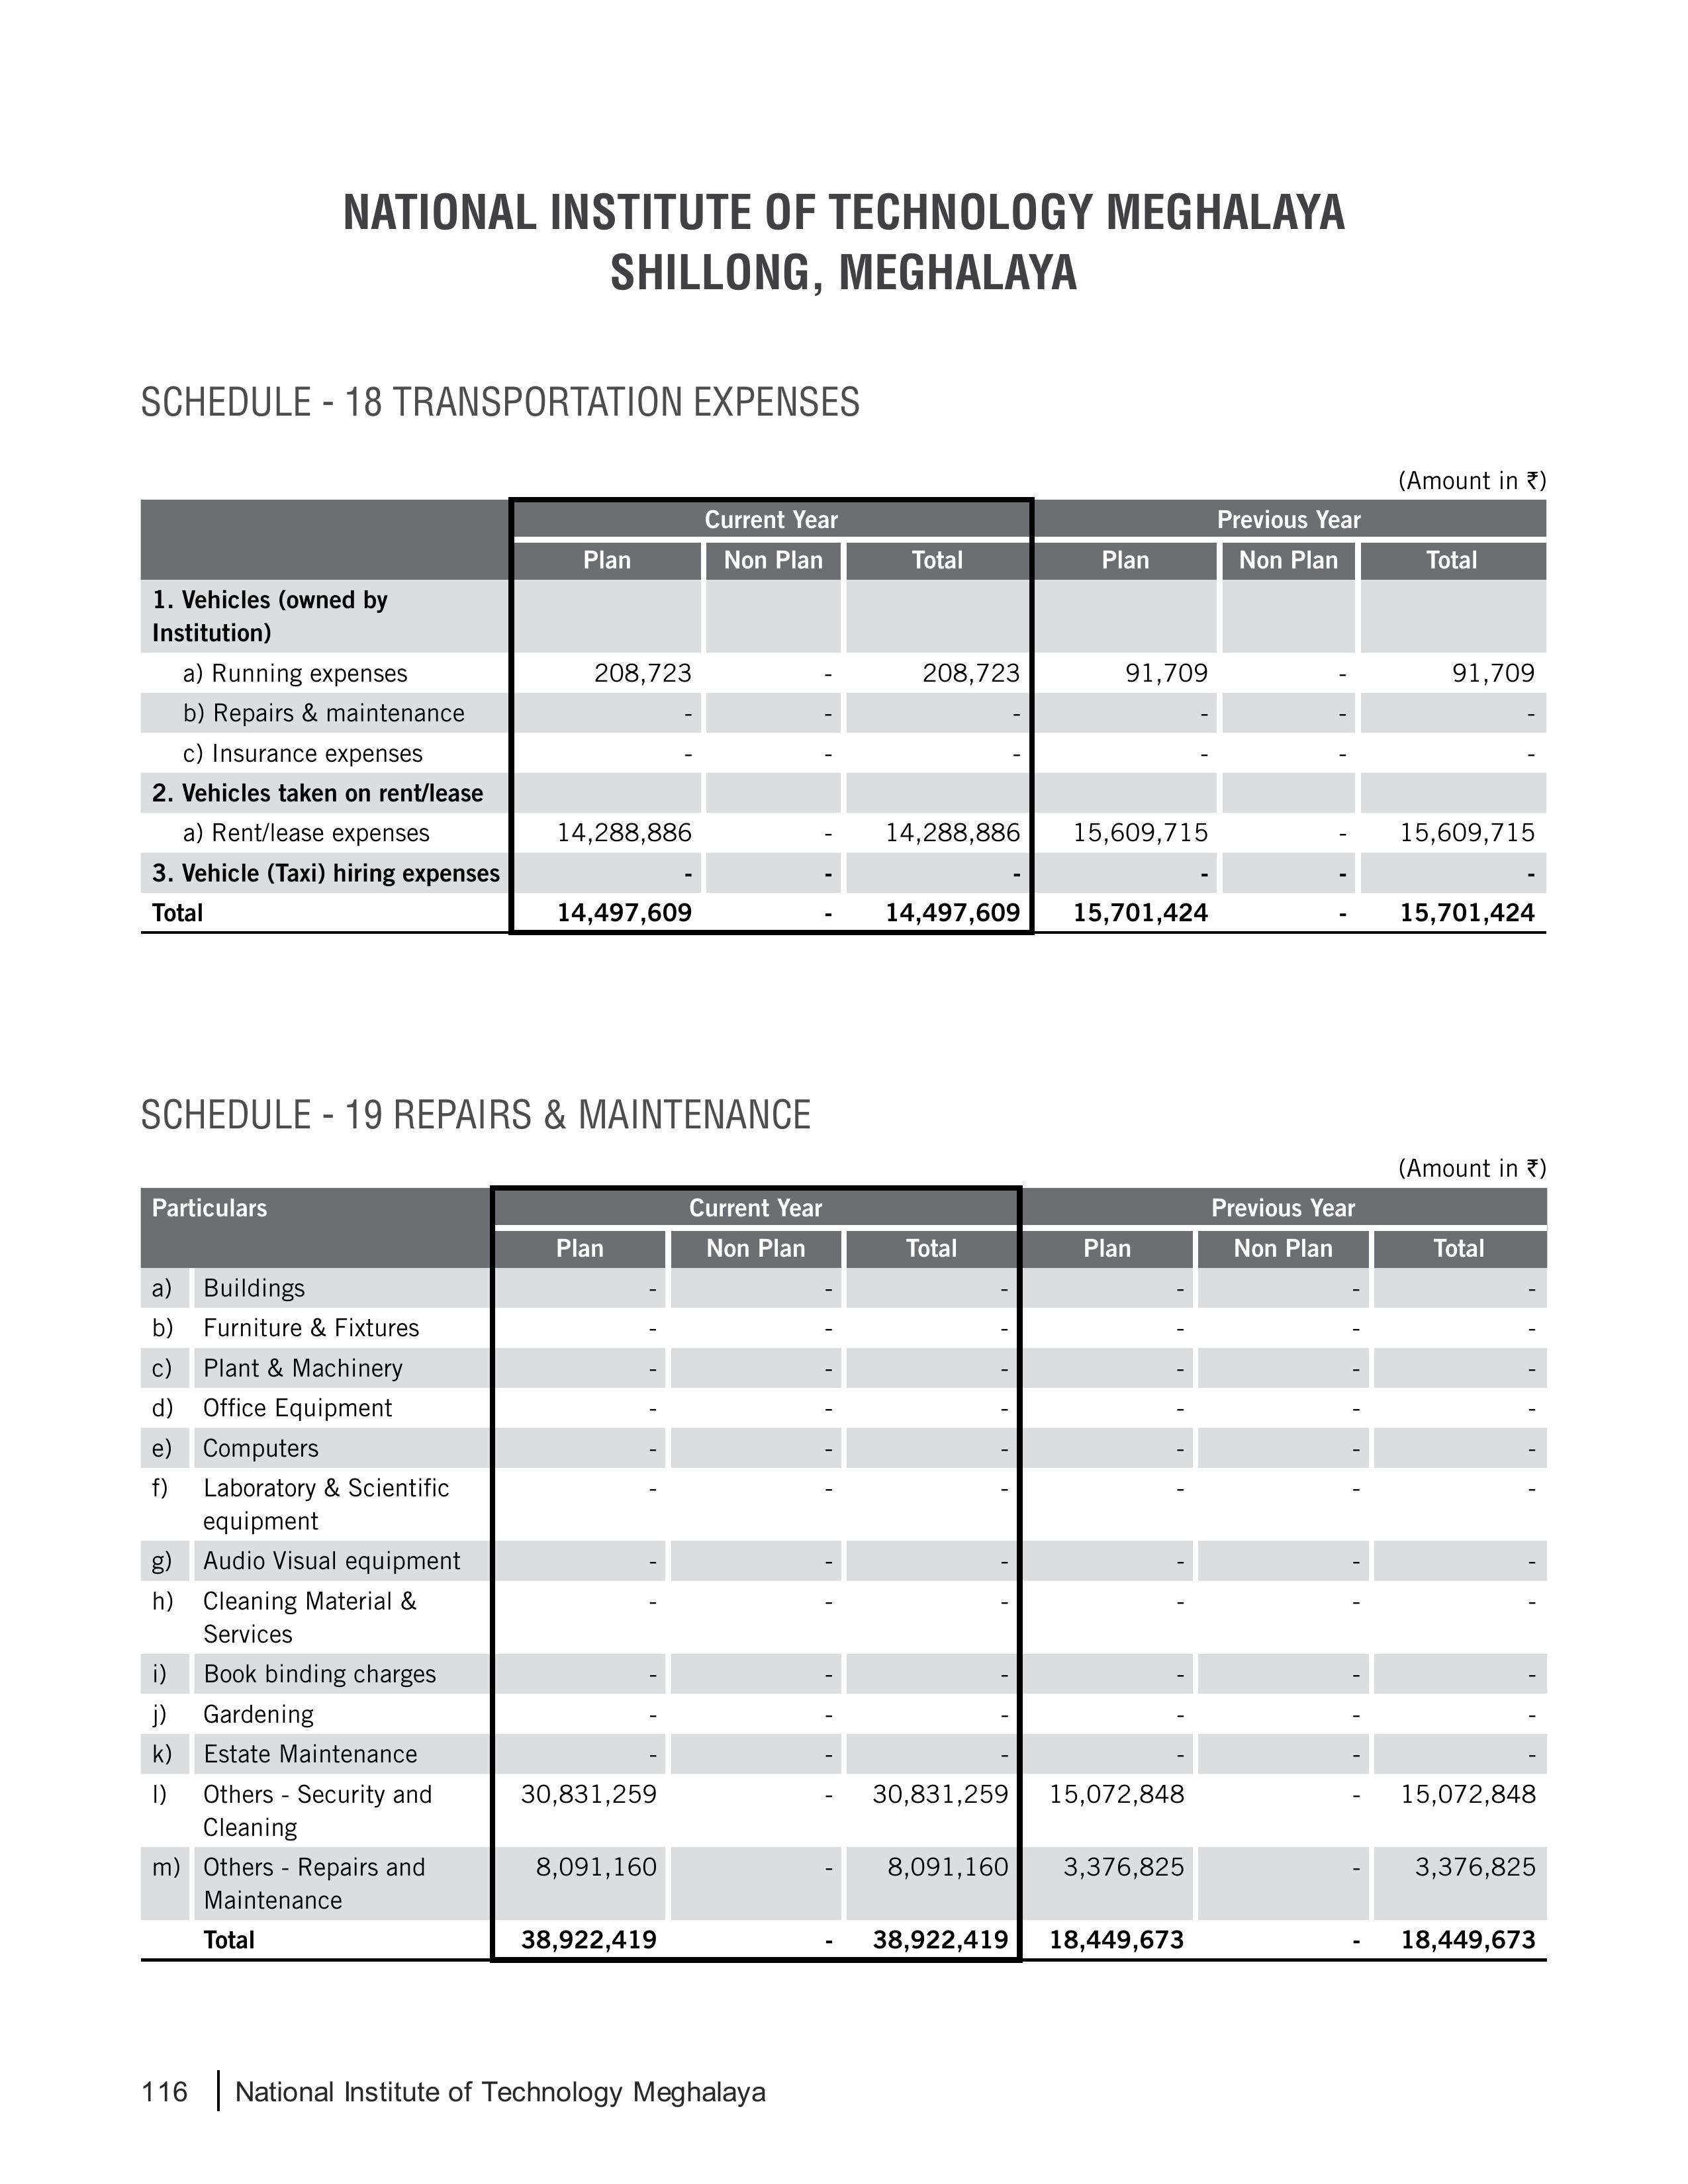 NATIONAL INSTITUTE OF TECHNOLOGY MEGHALAYA
SHILLONG, MEGHALAYA
SCHEDULE - 18 TRANSPORTATION EXPENSES
(Amount in ₹)
Current Year Previous Year
Plan Non Plan Total Plan Non Plan Total
1. Vehicles (owned by
Institution)
a) Running expenses 208,723 - 208,723 91,709 - 91,709
b) Repairs & maintenance - - - - - -
c) Insurance expenses - - - - - -
2. Vehicles taken on rent/lease
a) Rent/lease expenses 14,288,886 - 14,288,886 15,609,715 - 15,609,715
3. Vehicle (Taxi) hiring expenses - - - - - -
Total 14,497,609 - 14,497,609 15,701,424 - 15,701,424
SCHEDULE - 19 REPAIRS & MAINTENANCE
(Amount in ₹)
Particulars Current Year Previous Year
Plan Non Plan Total Plan Non Plan Total
a) Buildings - - - - - -
b) Furniture & Fixtures - - - - - -
c) Plant & Machinery - - - - - -
d) Office Equipment - - - - - -
e) Computers - - - - - -
f) Laboratory & Scientific - - - - - -
equipment
g) Audio Visual equipment - - - - - -
h) Cleaning Material & - - - - - -
Services
i) Book binding charges - - - - - -
j) Gardening - - - - - -
k) Estate Maintenance - - - - - -
l) Others - Security and 30,831,259 - 30,831,259 15,072,848 - 15,072,848
Cleaning
m) Others - Repairs and 8,091,160 - 8,091,160 3,376,825 - 3,376,825
Maintenance
Total 38,922,419 - 38,922,419 18,449,673 - 18,449,673
116 National Institute of Technology Meghalaya